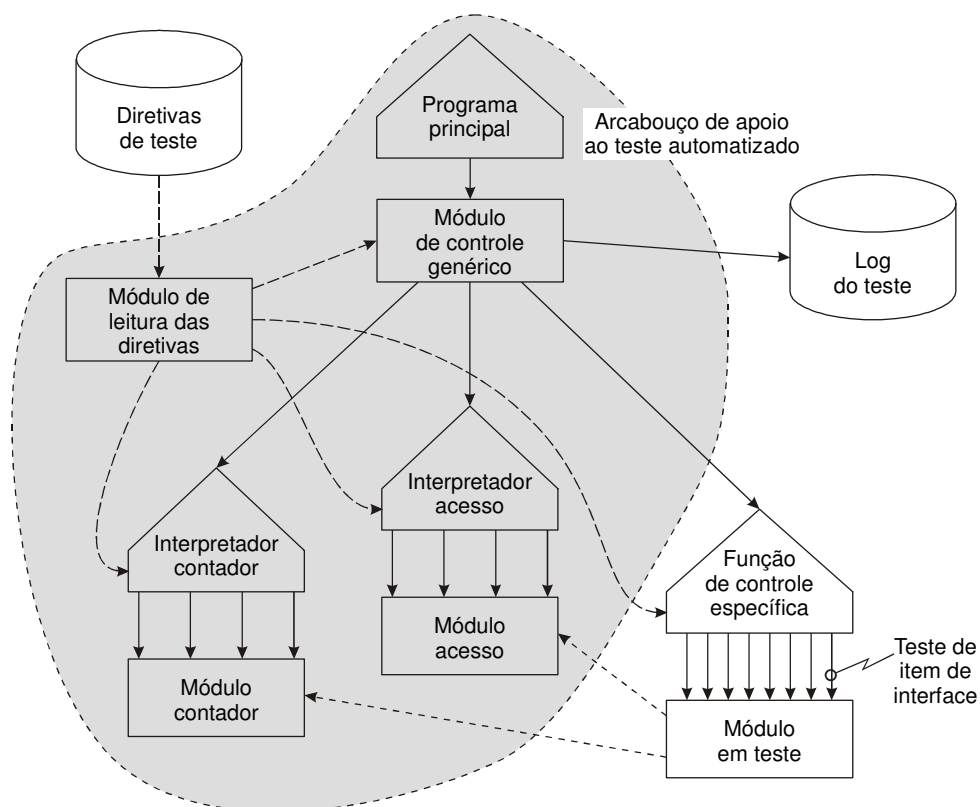 Diretivas
de teste
Programa
principal
Arcabouço de apoio
ao teste automatizado
Módulo
de controle
genérico
Log
do teste
Módulo de
leitura das
diretivas
Interpretador
acesso
Interpretador
contador
Função
de controle
específica
Módulo
acesso
Teste de
item de
interface
Módulo
contador
Módulo
em teste